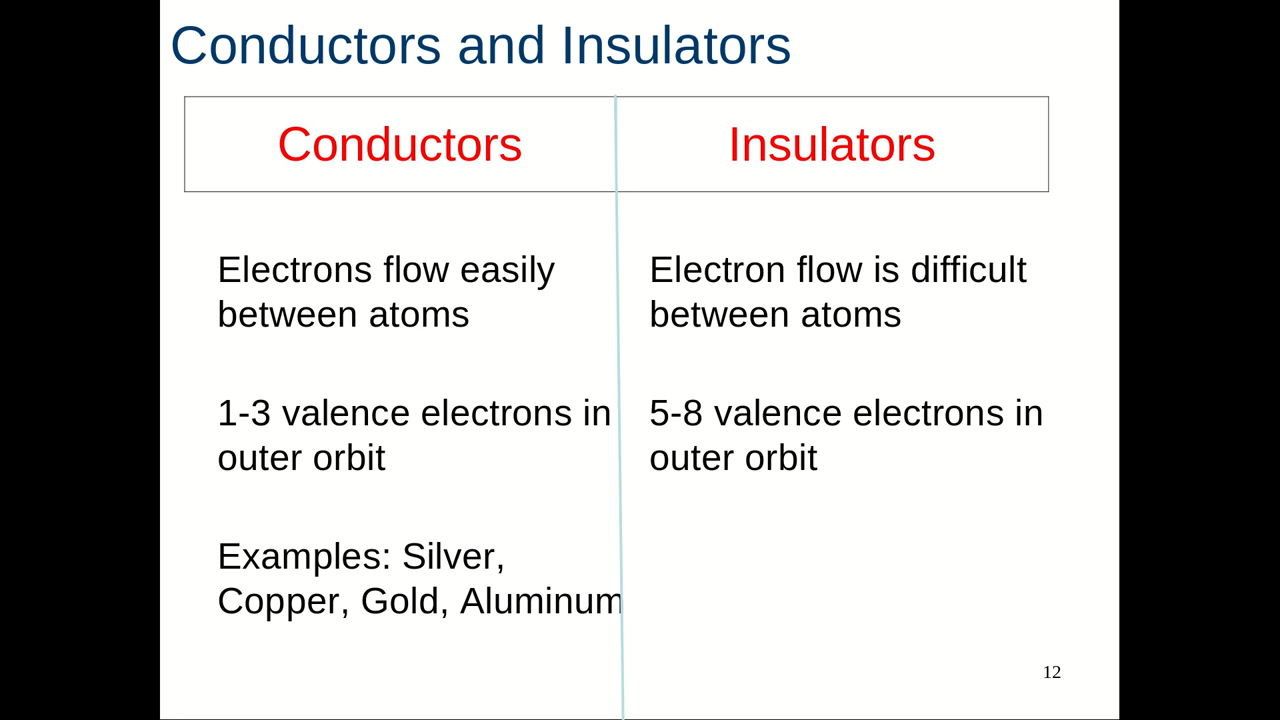 Conductors and Insulators
Conductors
Insulators
Electrons flow easily
between atoms
1-3 valence electrons in
outer orbit
Examples: Silver,
Copper, Gold, Aluminum
Electron flow is difficult
between atoms
5-8 valence electrons in
outer orbit
12